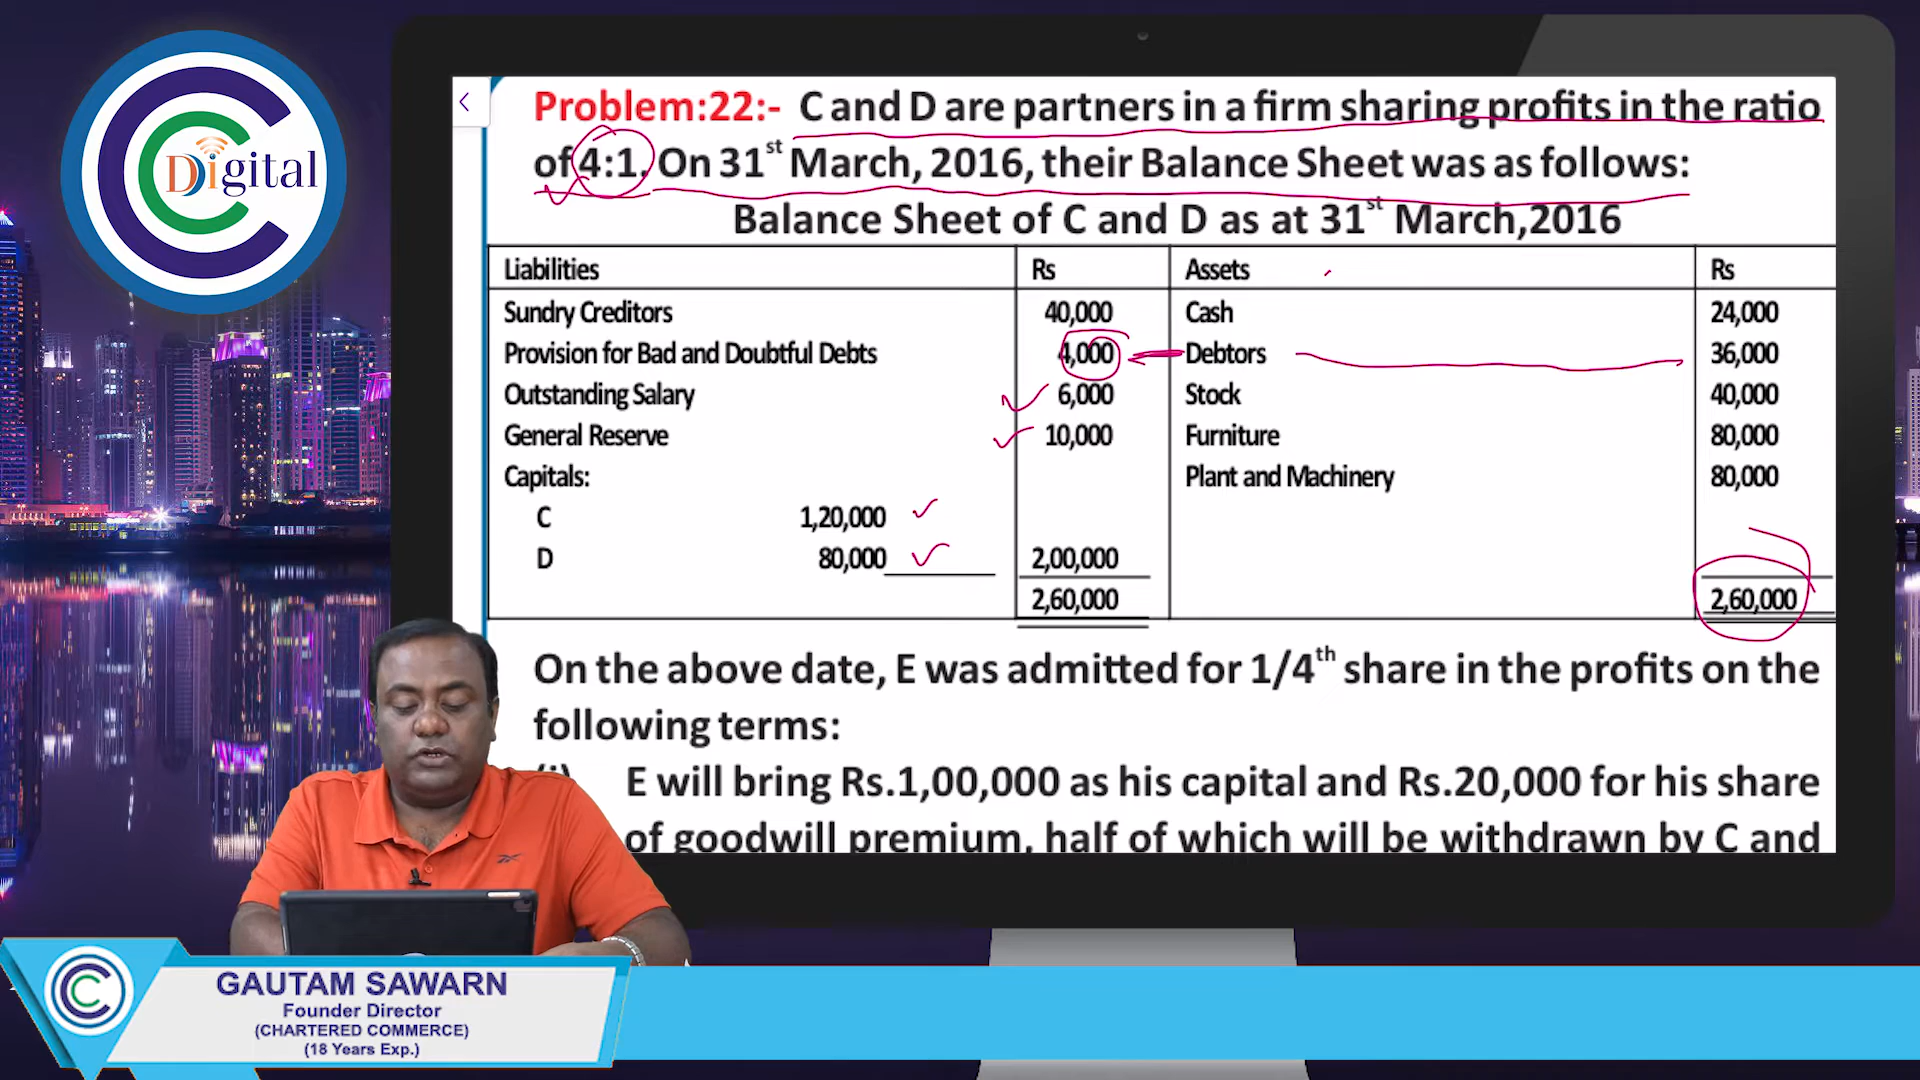 Digital
Problem:22:- C and D are partners in a firm sharing profits in the ratio
of 4:1. On 31st March, 2016, their Balance Sheet was as follows:
Balance Sheet of C and D as at 31st March,2016
Liabilities Rs Assets Rs
Sundry Creditors 40,000 Cash 24,000
Provision for Bad and Doubtful Debts 4,000 Debtors 36,000
Outstanding Salary 6,000 Stock 40,000
General Reserve 10,000 Furniture 80,000
Capitals: Plant and Machinery 80,000
C 1,20,000
D 80,000 2,00,000
2,60,000 2,60,000
On the above date, E was admitted for 1/4th share in the profits on the
following terms:
(i) E will bring Rs.1,00,000 as his capital and Rs.20,000 for his share
of goodwill premium, half of which will be withdrawn by C and
GAUTAM SAWARN
Founder Director
(CHARTERED COMMERCE)
(18 Years Exp.)